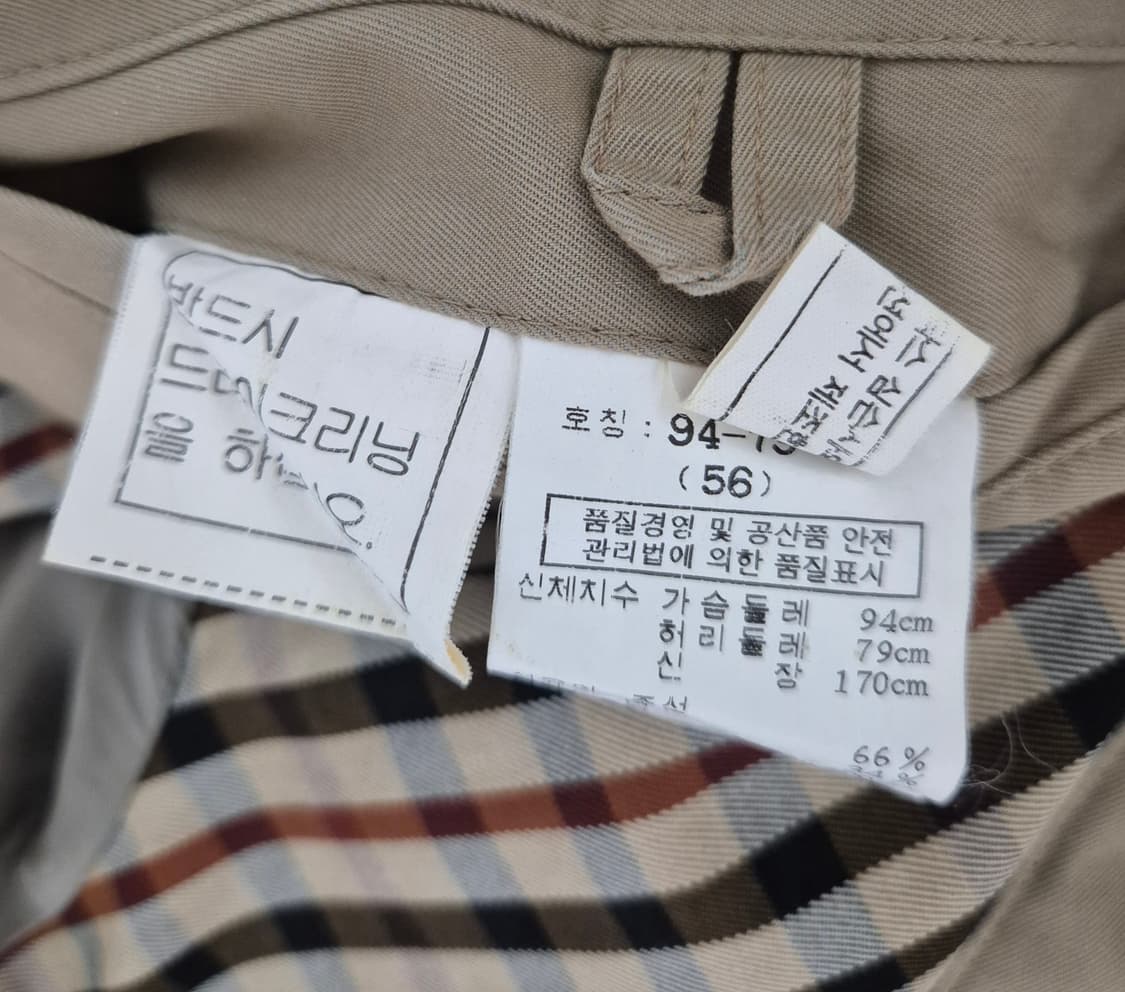 반드시
드라이크리닝
을 하십시오.
호칭 : 94-79
(56)
품질경영 및 공산품 안전
관리법에 의한 품질표시
신체치수 가슴둘레 94cm
허리둘레 79cm
신 장 170cm
66%